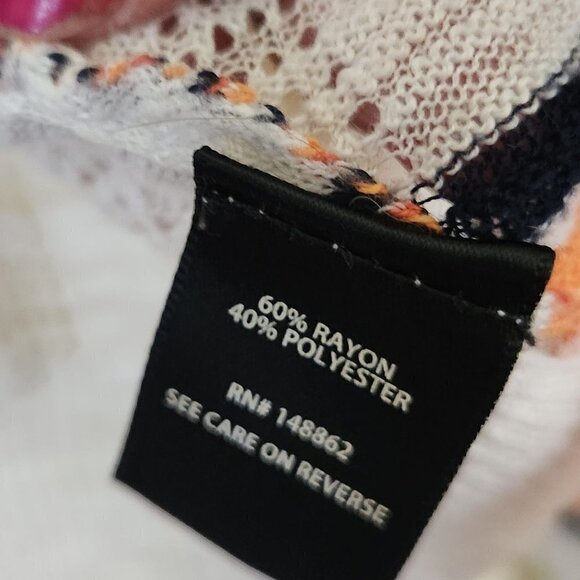 60% RAYON
40% POLYESTER
RN# 148862
SEE CARE ON REVERSE